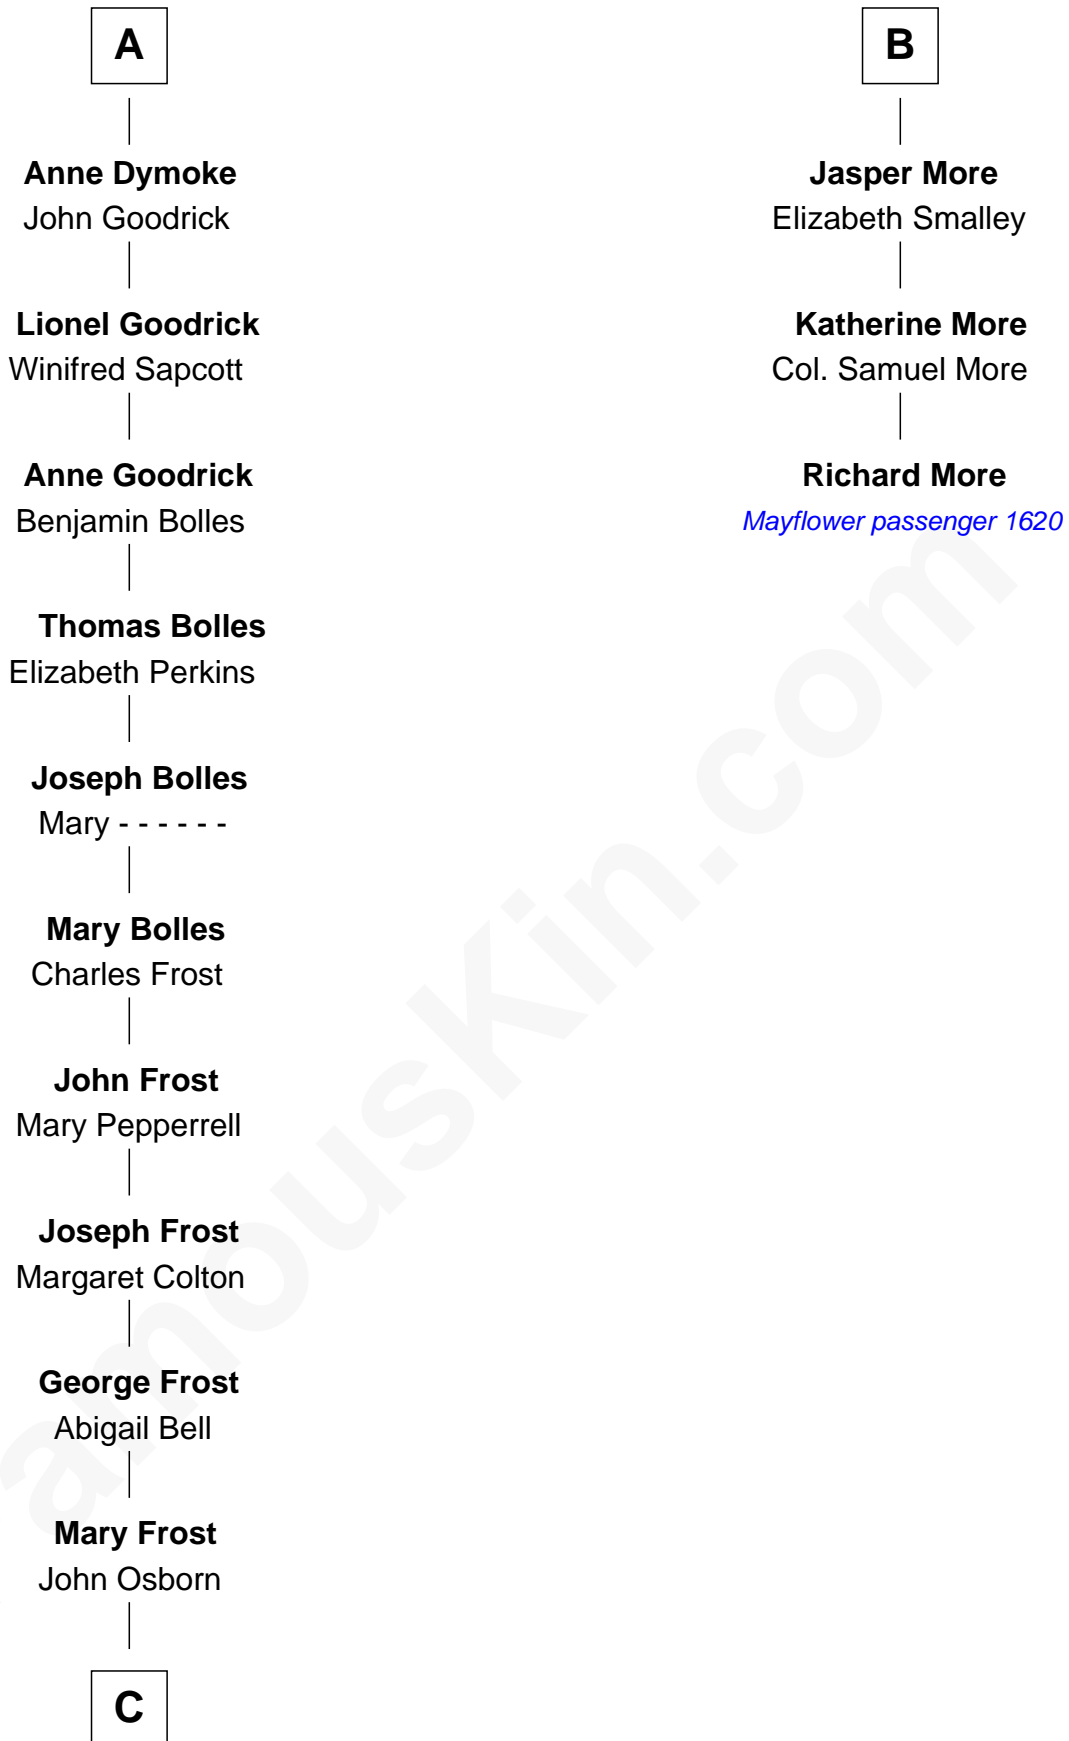 A
Anne Dymoke
John Goodrick
Lionel Goodrick
Winifred Sapcott
Anne Goodrick
Benjamin Bolles
Thomas Bolles
Elizabeth Perkins
Joseph Bolles
Mary - - - - - -
Mary Bolles
Charles Frost
John Frost
Mary Pepperrell
Joseph Frost
Margaret Colton
George Frost
Abigail Bell
Mary Frost
John Osborn
C
B
Jasper More
Elizabeth Smalley
Katherine More
Col. Samuel More
Richard More
Mayflower passenger 1620
amousKin.com